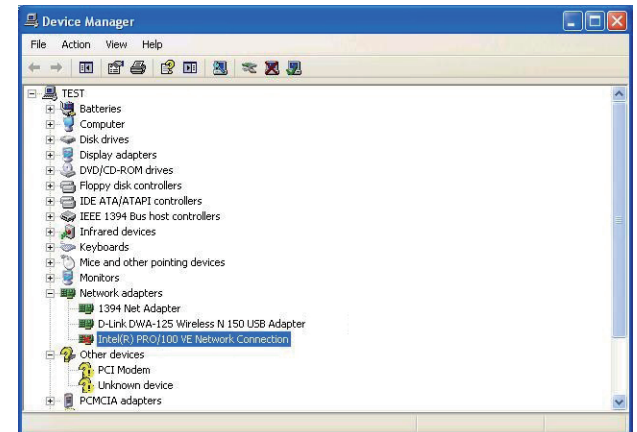 Device Manager
File Action View Help
TEST
Batteries
Computer
Disk drives
Display adapters
DVD/CD-ROM drives
Floppy disk controllers
IDE ATA/ATAPI controllers
IEEE 1394 Bus host controllers
Infrared devices
Keyboards
Mice and other pointing devices
Monitors
Network adapters
1394 Net Adapter
D-Link DWA-125 Wireless N 150 USB Adapter
Intel(R) PRO/100 VE Network Connection
Other devices
PCI Modem
Unknown device
PCMCIA adapters